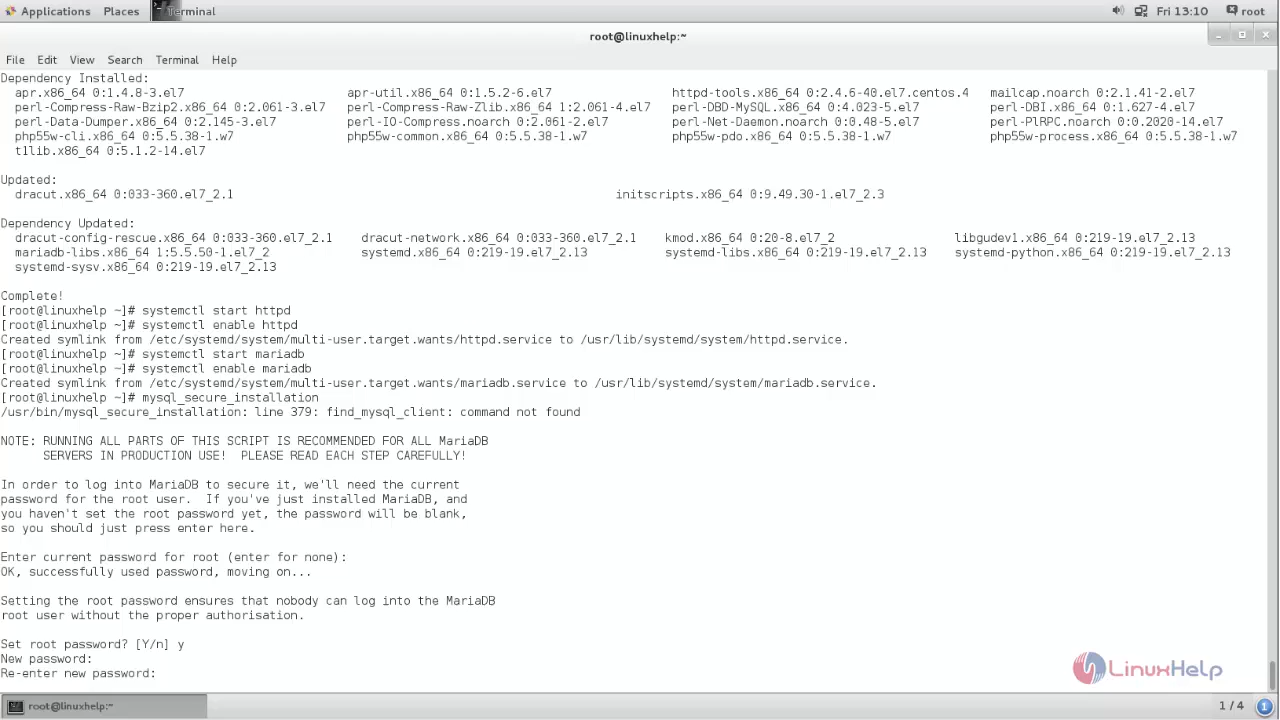 Applications Places Terminal Fri 13:10 root
root@linuxhelp:~
File Edit View Search Terminal Help
Dependency Installed:
apr.x86_64 0:1.4.8-3.el7 apr-util.x86_64 0:1.5.2-6.el7 httpd-tools.x86_64 0:2.4.6-40.el7.centos.4 mailcap.noarch 0:2.1.41-2.el7
perl-Compress-Raw-Bzip2.x86_64 0:2.061-3.el7 perl-Compress-Raw-Zlib.x86_64 1:2.061-4.el7 perl-DBD-MySQL.x86_64 0:4.023-5.el7 perl-DBI.x86_64 0:1.627-4.el7
perl-Data-Dumper.x86_64 0:2.145-3.el7 perl-IO-Compress.noarch 0:2.061-2.el7 perl-Net-Daemon.noarch 0:0.48-5.el7 perl-PlRPC.noarch 0:0.2020-14.el7
php55w-cli.x86_64 0:5.5.38-1.w7 php55w-common.x86_64 0:5.5.38-1.w7 php55w-pdo.x86_64 0:5.5.38-1.w7 php55w-process.x86_64 0:5.5.38-1.w7
t1lib.x86_64 0:5.1.2-14.el7
Updated:
dracut.x86_64 0:033-360.el7_2.1 initscripts.x86_64 0:9.49.30-1.el7_2.3
Dependency Updated:
dracut-config-rescue.x86_64 0:033-360.el7_2.1 dracut-network.x86_64 0:033-360.el7_2.1 kmod.x86_64 0:20-8.el7_2 libgudev1.x86_64 0:219-19.el7_2.13
mariadb-libs.x86_64 1:5.5.50-1.el7_2 systemd.x86_64 0:219-19.el7_2.13 systemd-libs.x86_64 0:219-19.el7_2.13 systemd-python.x86_64 0:219-19.el7_2.13
systemd-sysv.x86_64 0:219-19.el7_2.13
Complete!
[root@linuxhelp ~]# systemctl start httpd
[root@linuxhelp ~]# systemctl enable httpd
Created symlink from /etc/systemd/system/multi-user.target.wants/httpd.service to /usr/lib/systemd/system/httpd.service.
[root@linuxhelp ~]# systemctl start mariadb
[root@linuxhelp ~]# systemctl enable mariadb
Created symlink from /etc/systemd/system/multi-user.target.wants/mariadb.service to /usr/lib/systemd/system/mariadb.service.
[root@linuxhelp ~]# mysql_secure_installation
/usr/bin/mysql_secure_installation: line 379: find_mysql_client: command not found
NOTE: RUNNING ALL PARTS OF THIS SCRIPT IS RECOMMENDED FOR ALL MariaDB
SERVERS IN PRODUCTION USE! PLEASE READ EACH STEP CAREFULLY!
In order to log into MariaDB to secure it, we'll need the current
password for the root user. If you've just installed MariaDB, and
you haven't set the root password yet, the password will be blank,
so you should just press enter here.
Enter current password for root (enter for none):
OK, successfully used password, moving on...
Setting the root password ensures that nobody can log into the MariaDB
root user without the proper authorisation.
Set root password? [Y/n] y
New password:
Re-enter new password:
LinuxHelp
root@linuxhelp:~ 1 / 4 1